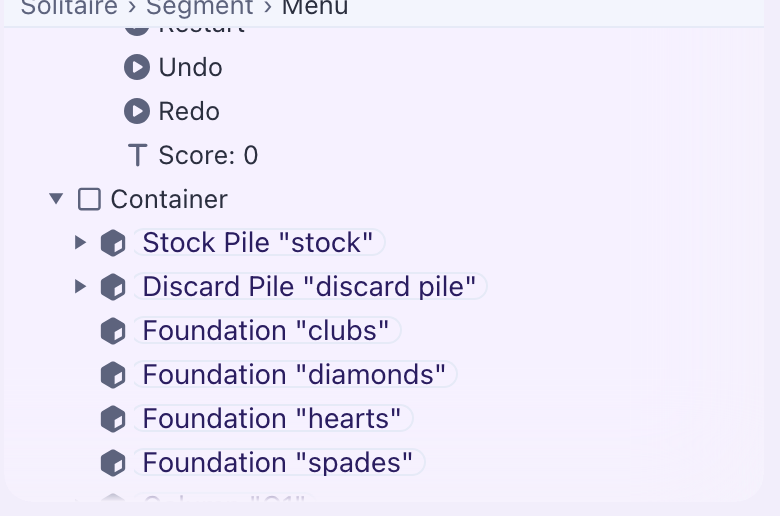 Solitaire › Segment › Menu
Restart
Undo
Redo
Score: 0
Container
Stock Pile "stock"
Discard Pile "discard pile"
Foundation "clubs"
Foundation "diamonds"
Foundation "hearts"
Foundation "spades"